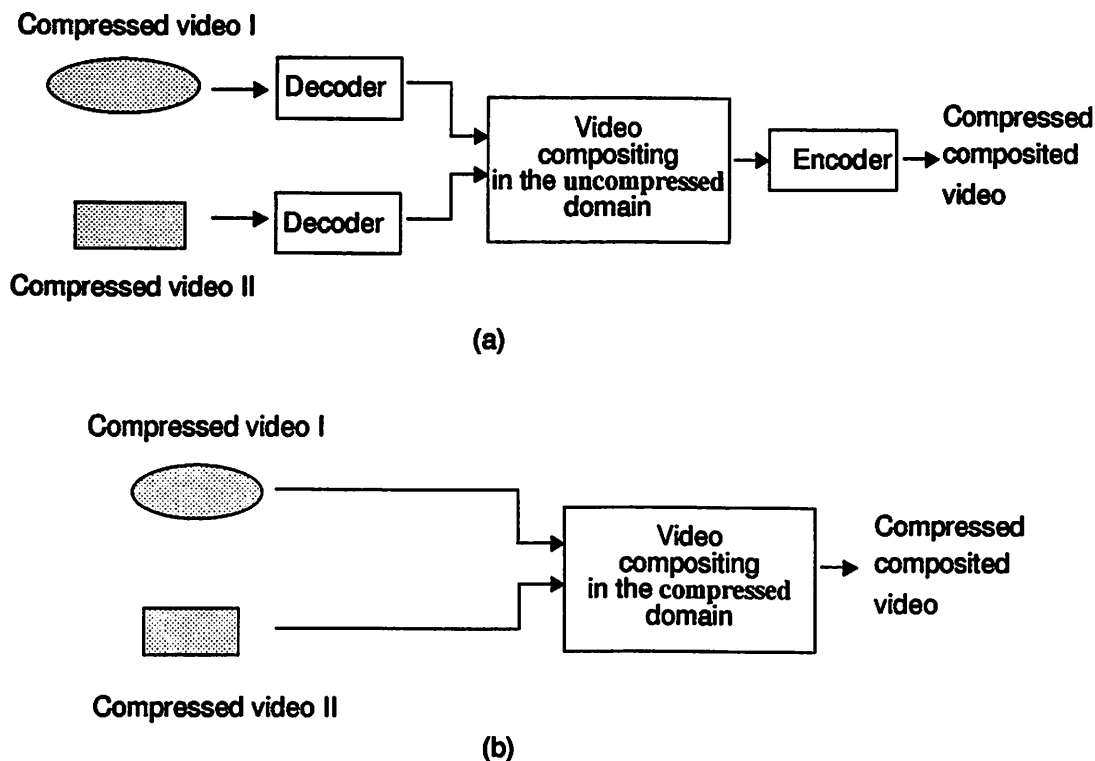 Compressed video I
Decoder
Video
compositing
in the uncompressed
domain
Encoder
Compressed
composited
video
Decoder
Compressed video II
(a)
Compressed video I
Video
compositing
in the compressed
domain
Compressed
composited
video
Compressed video II
(b)